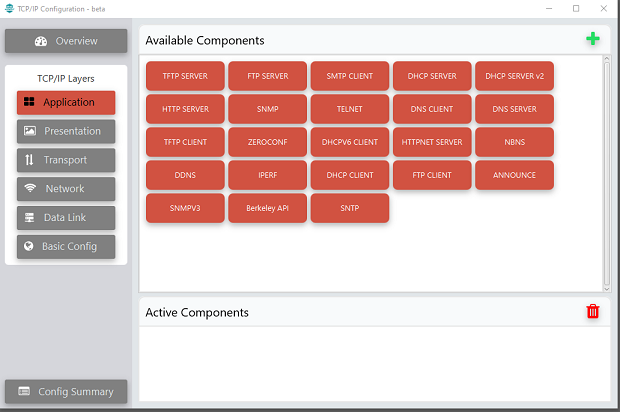 TCP/IP Configuration - beta
Overview
TCP/IP Layers
Application
Presentation
Transport
Network
Data Link
Basic Config
Config Summary
Available Components
TFTP SERVER FTP SERVER SMTP CLIENT DHCP SERVER DHCP SERVER v2
HTTP SERVER SNMP TELNET DNS CLIENT DNS SERVER
TFTP CLIENT ZEROCONF DHCPV6 CLIENT HTTPNET SERVER NBNS
DDNS IPERF DHCP CLIENT FTP CLIENT ANNOUNCE
SNMPV3 Berkeley API SNTP
Active Components